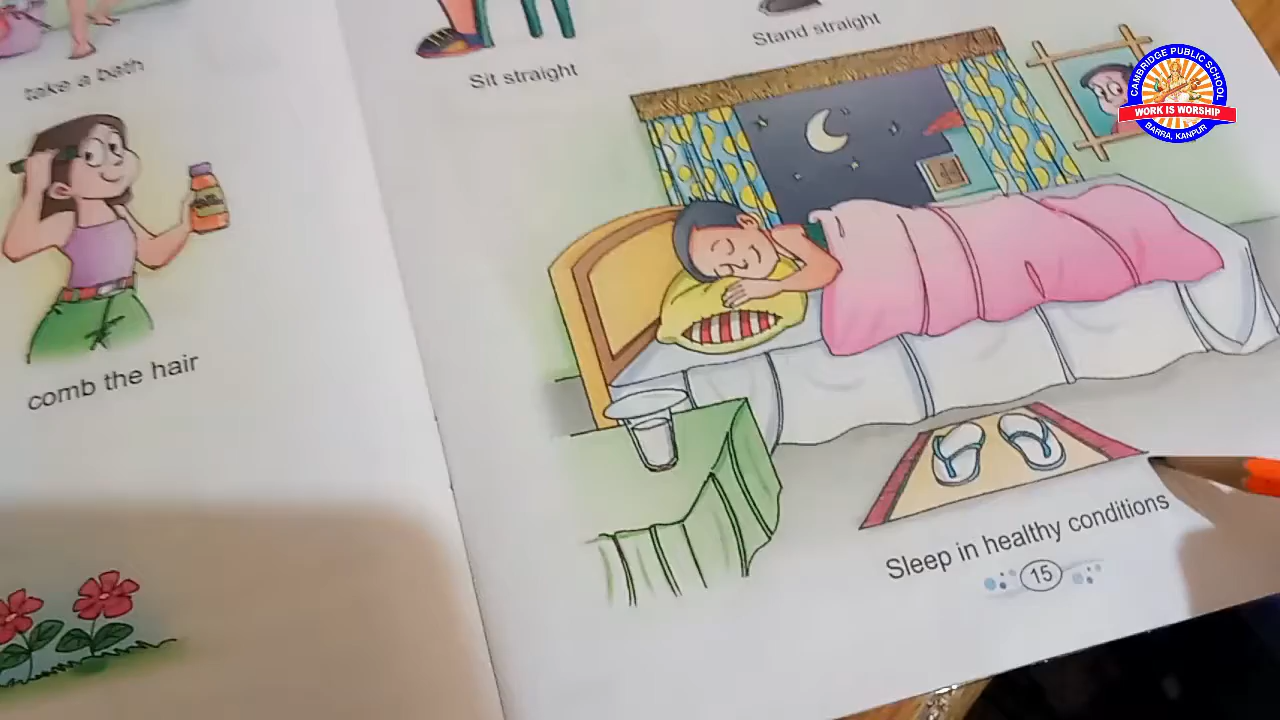 take a bath
comb the hair
Sit straight
Stand straight
Sleep in healthy conditions
15
CAMBRIDGE PUBLIC SCHOOL
WORK IS WORSHIP
BARRA, KANPUR